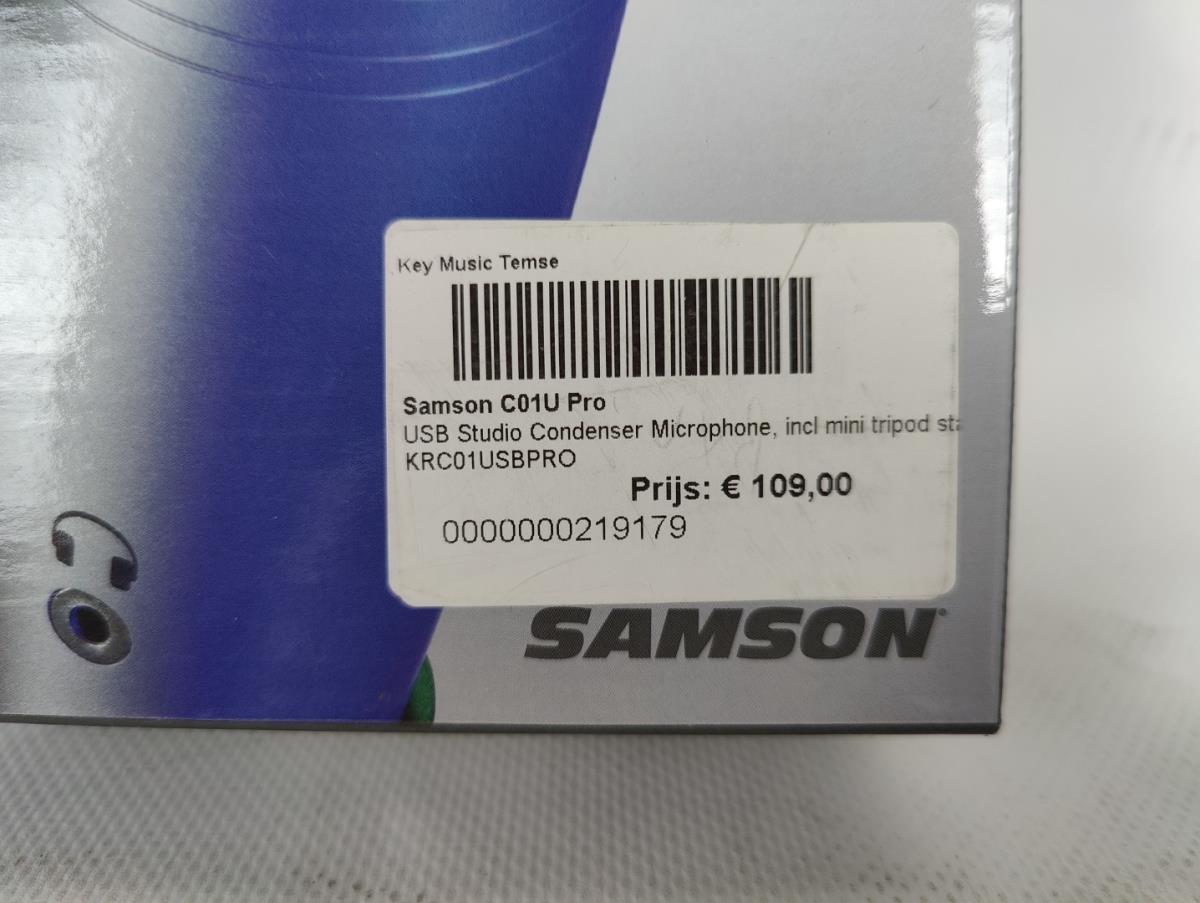 Key Music Temse
Samson C01U Pro
USB Studio Condenser Microphone, incl mini tripod sta
KRC01USBPRO
Prijs: € 109,00
0000000219179
SAMSON